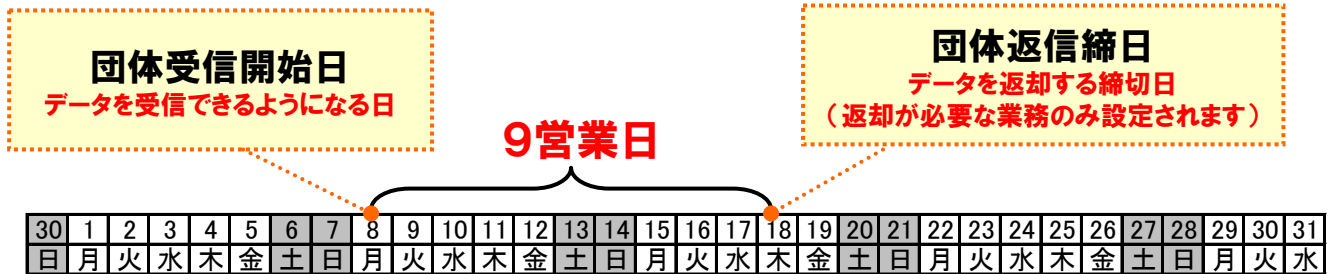 団体受信開始日
データを受信できるようになる日
団体返信締日
データを返却する締切日
（返却が必要な業務のみ設定されます）
９営業日
30 1 2 3 4 5 6 7 8 9 10 11 12 13 14 15 16 17 18 19 20 21 22 23 24 25 26 27 28 29 30 31
日 月 火 水 木 金 土 日 月 火 水 木 金 土 日 月 火 水 木 金 土 日 月 火 水 木 金 土 日 月 火 水